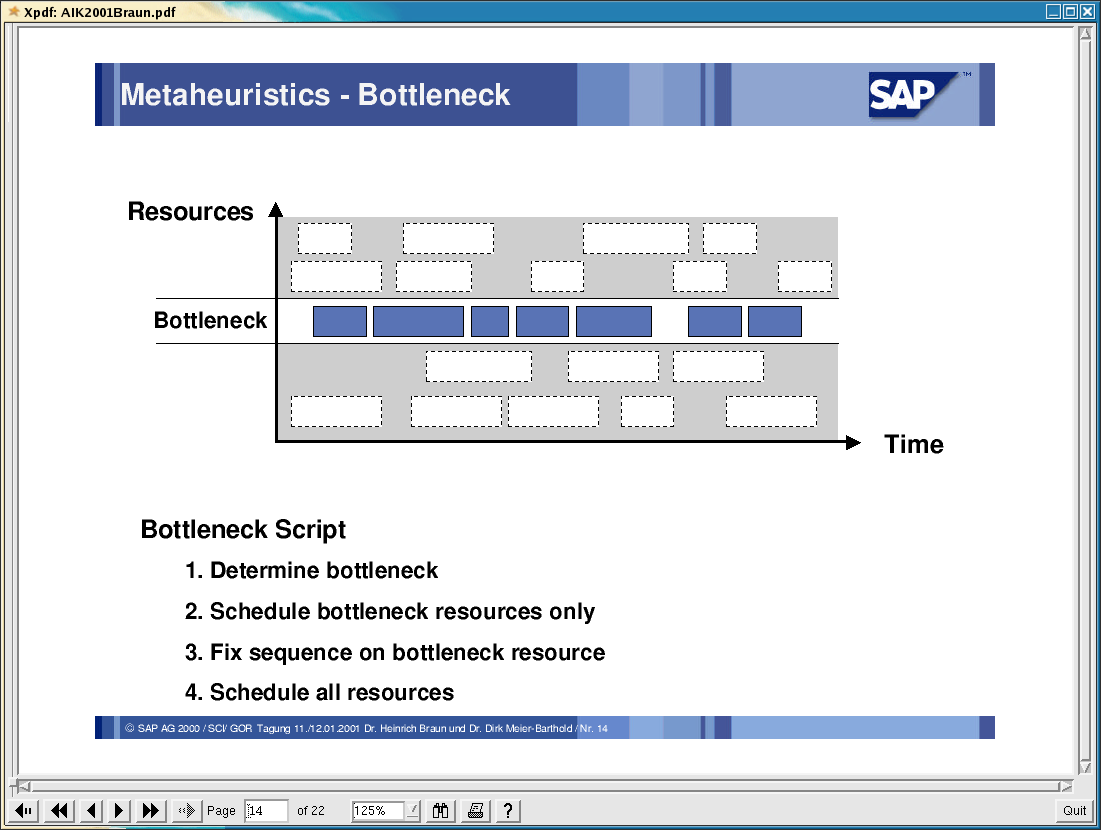 Xpdf: AIK2001Braun.pdf
Metaheuristics - Bottleneck
SAP ™
Resources
Bottleneck
Time
Bottleneck Script
1. Determine bottleneck
2. Schedule bottleneck resources only
3. Fix sequence on bottleneck resource
4. Schedule all resources
© SAP AG 2000 / SCI/ GOR Tagung 11./12.01.2001 Dr. Heinrich Braun und Dr. Dirk Meier-Barthold / Nr. 14
Page 14 of 22 125% ? Quit